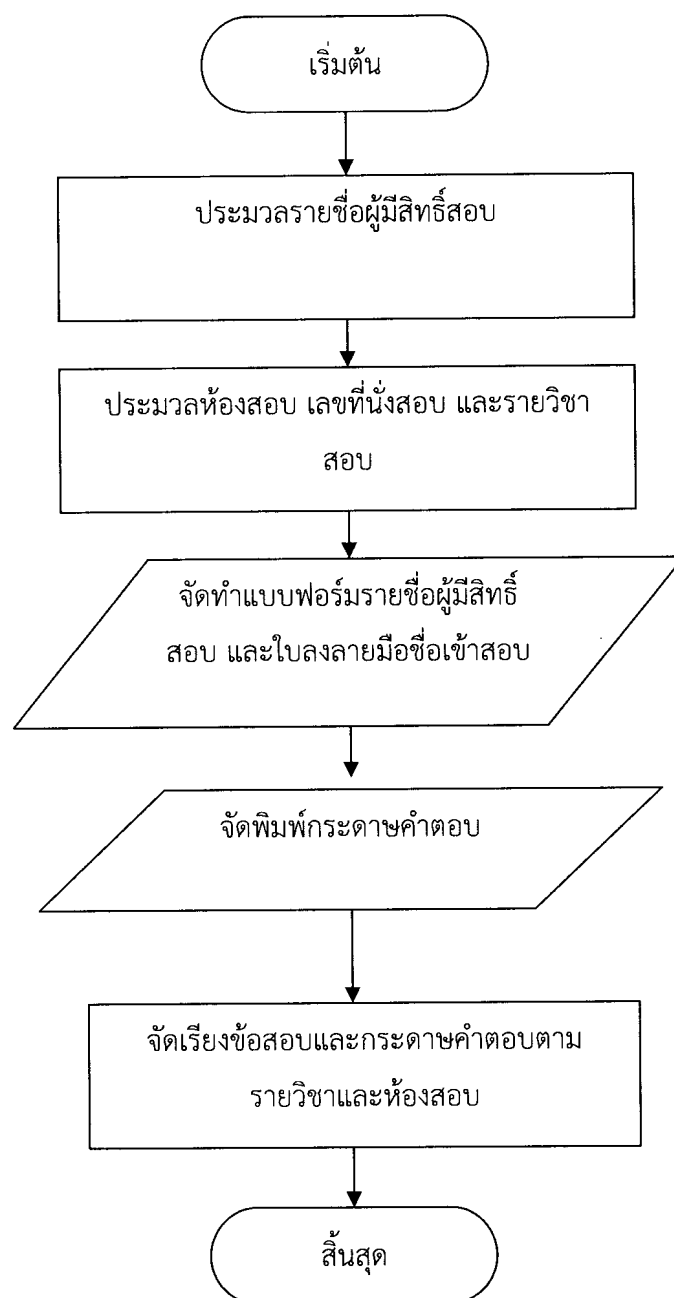 เริ่มต้น
ประมวลรายชื่อผู้มีสิทธิ์สอบ
ประมวลห้องสอบ เลขที่นั่งสอบ และรายวิชา
สอบ
จัดทำแบบฟอร์มรายชื่อผู้มีสิทธิ์
สอบ และใบลงลายมือชื่อเข้าสอบ
จัดพิมพ์กระดาษคำตอบ
จัดเรียงข้อสอบและกระดาษคำตอบตาม
รายวิชาและห้องสอบ
สิ้นสุด